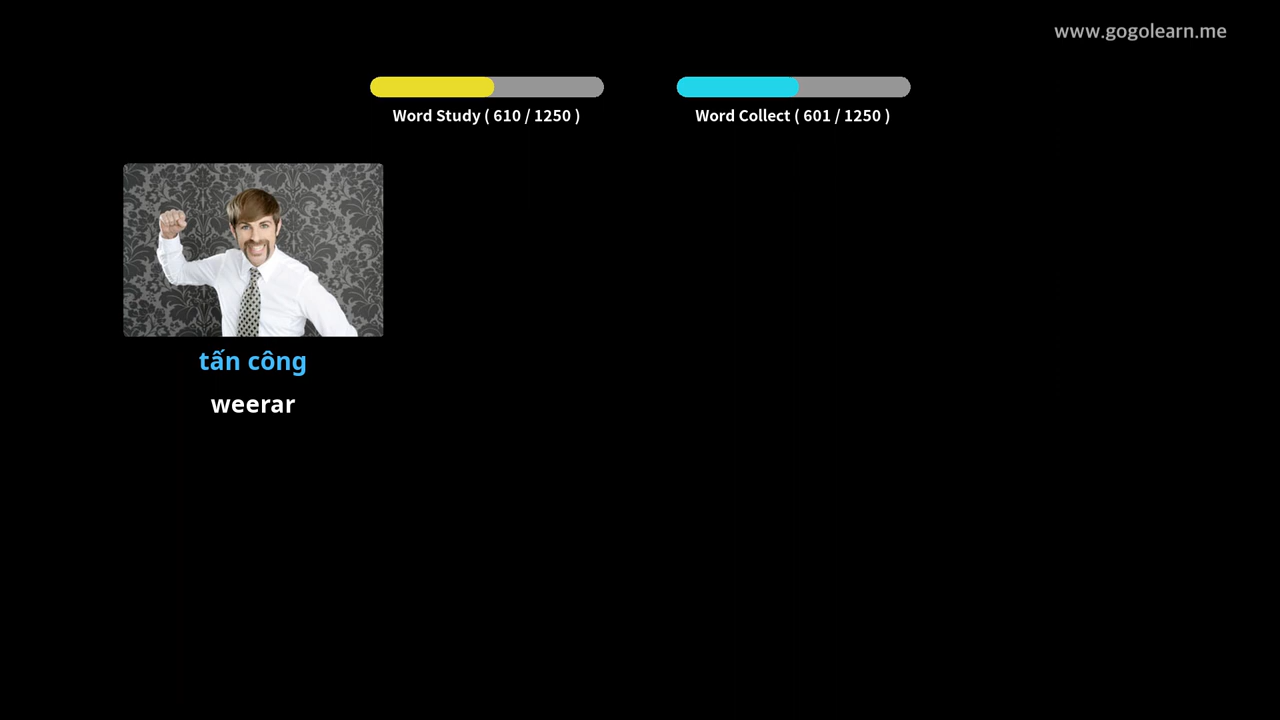 www.gogolearn.me
Word Study ( 610 / 1250 )
Word Collect ( 601 / 1250 )
tấn công
weerar